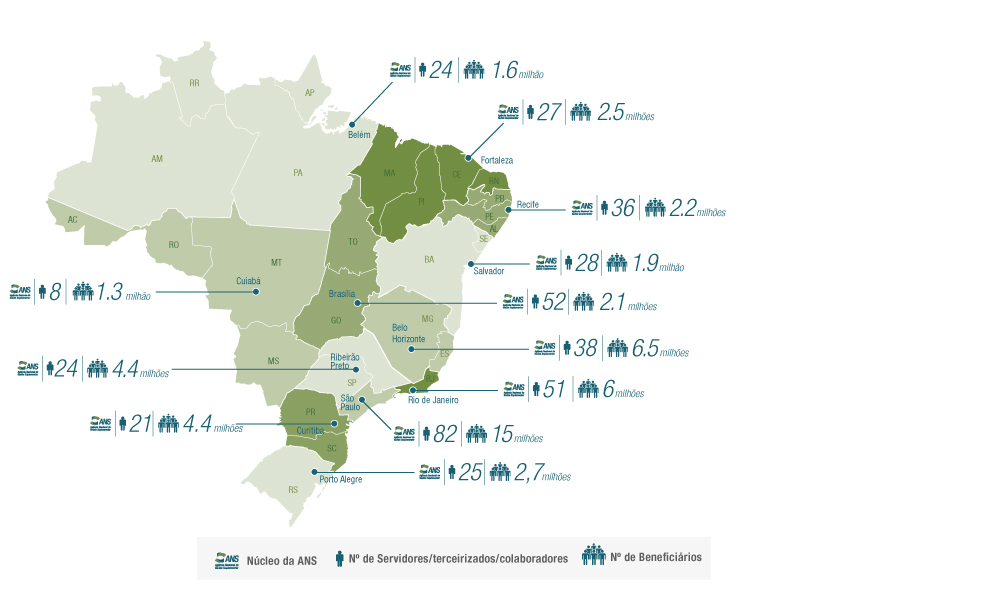 RR
AP
ANS 24 1.6 milhão
Belém
ANS 27 2.5 milhões
Fortaleza
AM
PA
MA
CE
RN
PI
PB
PE
AL
Recife
ANS 36 2.2 milhões
AC
RO
MT
TO
BA
SE
Salvador
ANS 28 1.9 milhão
Cuiabá
ANS 8 1.3 milhão
Brasília
ANS 52 2.1 milhões
GO
MG
Belo
Horizonte
ANS 38 6.5 milhões
ES
MS
Ribeirão
Preto
ANS 24 4.4 milhões
SP
São
Paulo
Rio de Janeiro
ANS 51 6 milhões
PR
Curitiba
ANS 21 4.4 milhões
ANS 82 15 milhões
SC
RS
Porto Alegre
ANS 25 2,7 milhões
ANS Núcleo da ANS
Nº de Servidores/terceirizados/colaboradores
Nº de Beneficiários